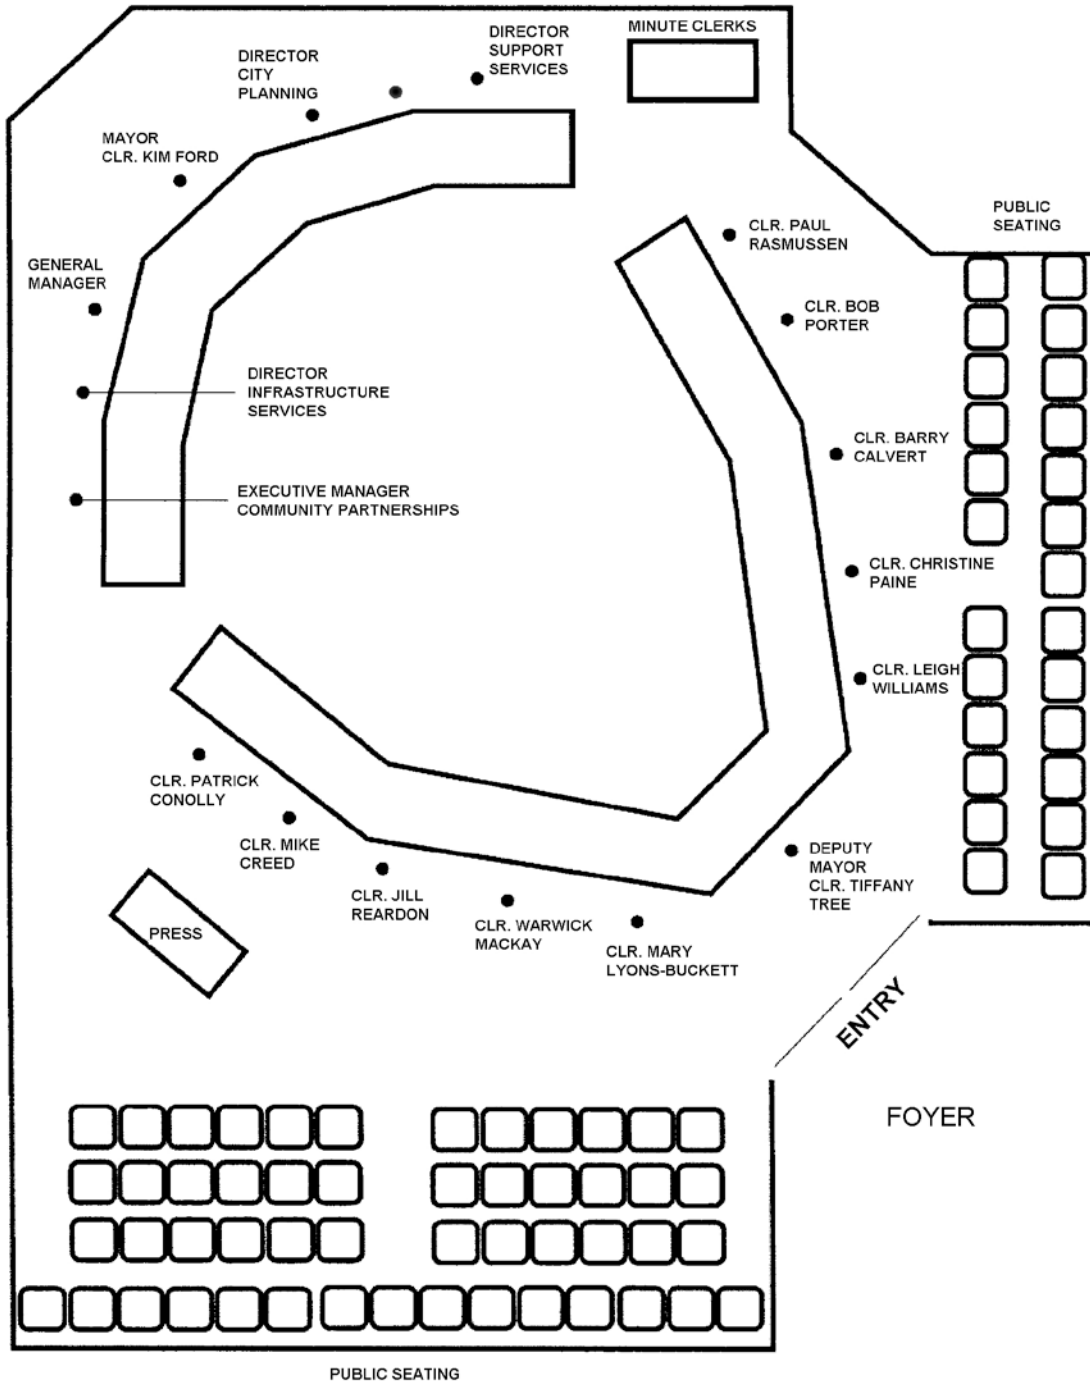 MINUTE CLERKS
DIRECTOR
SUPPORT
SERVICES
DIRECTOR
CITY
PLANNING
MAYOR
CLR. KIM FORD
PUBLIC
SEATING
CLR. PAUL
RASMUSSEN
GENERAL
MANAGER
CLR. BOB
PORTER
DIRECTOR
INFRASTRUCTURE
SERVICES
CLR. BARRY
CALVERT
EXECUTIVE MANAGER
COMMUNITY PARTNERSHIPS
CLR. CHRISTINE
PAINE
CLR. LEIGH
WILLIAMS
CLR. PATRICK
CONOLLY
CLR. MIKE
CREED
DEPUTY
MAYOR
CLR. TIFFANY
TREE
CLR. JILL
REARDON
CLR. WARWICK
MACKAY
CLR. MARY
LYONS-BUCKETT
PRESS
ENTRY
FOYER
PUBLIC SEATING